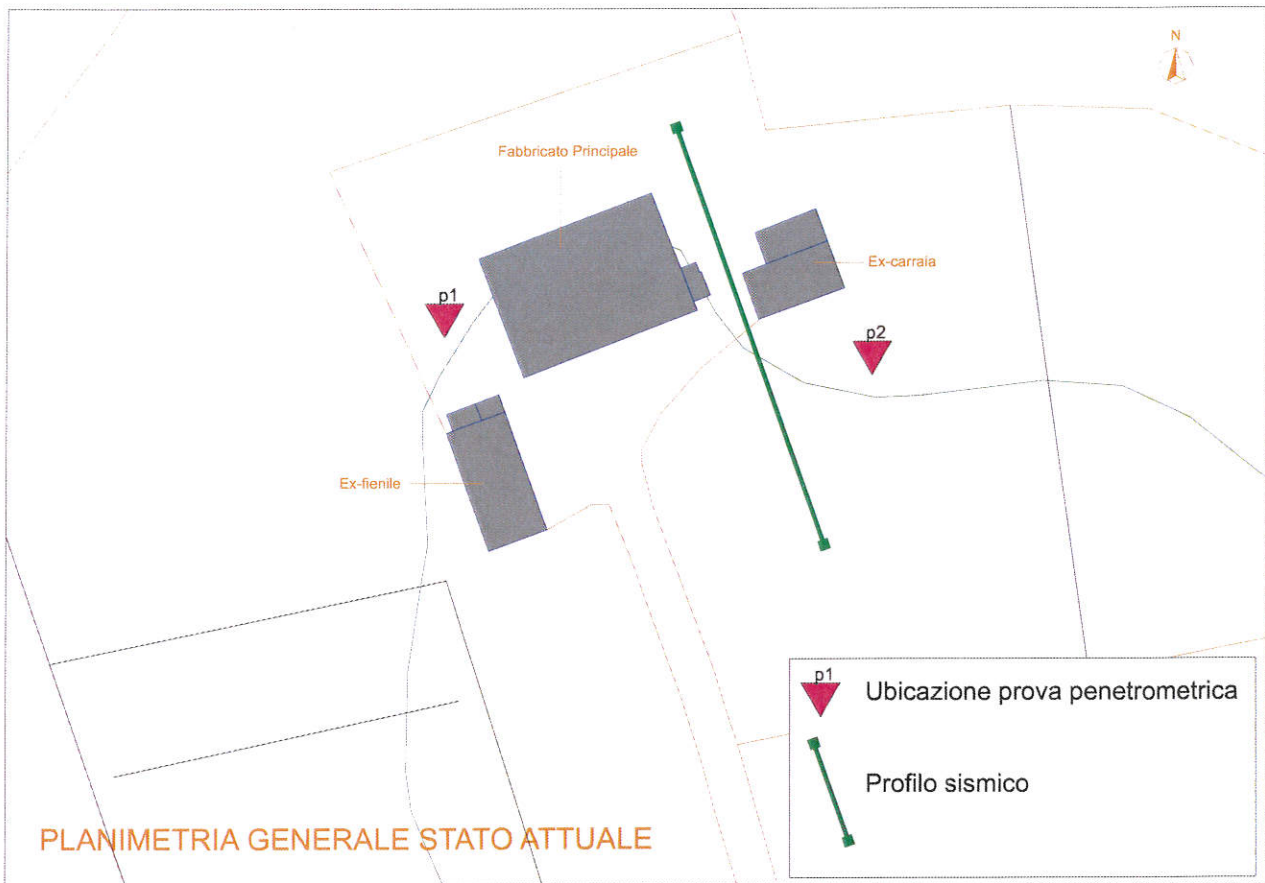 N
Fabbricato Principale
Ex-carraia
p1
p2
Ex-fienile
p1
Ubicazione prova penetrometrica
Profilo sismico
PLANIMETRIA GENERALE STATO ATTUALE